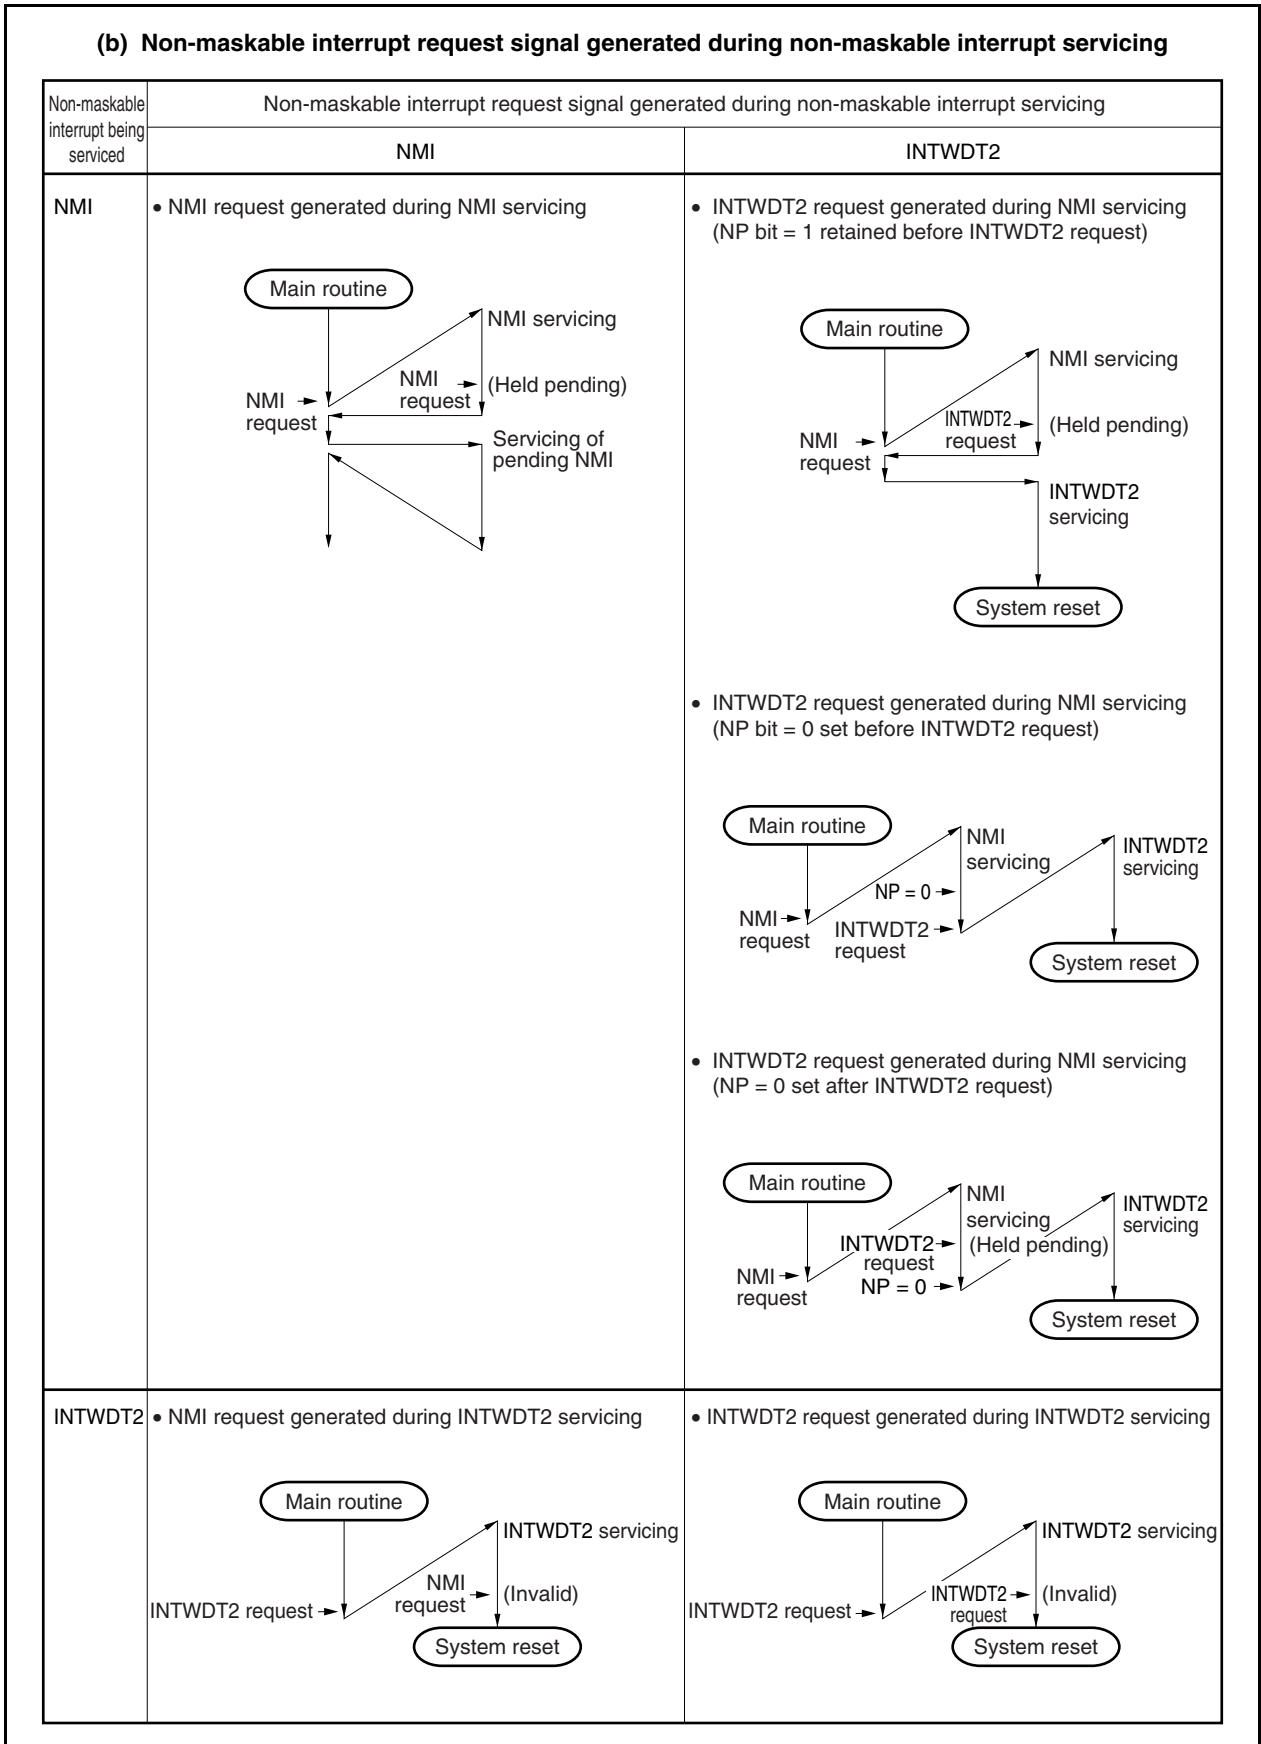 (b) Non-maskable interrupt request signal generated during non-maskable interrupt servicing
Non-maskable
interrupt being
serviced
Non-maskable interrupt request signal generated during non-maskable interrupt servicing
NMI
INTWDT2
NMI
• NMI request generated during NMI servicing
Main routine
NMI servicing
NMI
request
(Held pending)
NMI
request
Servicing of
pending NMI
• INTWDT2 request generated during NMI servicing
(NP bit = 1 retained before INTWDT2 request)
Main routine
NMI servicing
INTWDT2
request
(Held pending)
NMI
request
INTWDT2
servicing
System reset
• INTWDT2 request generated during NMI servicing
(NP bit = 0 set before INTWDT2 request)
Main routine
NMI
servicing
INTWDT2
servicing
NP = 0
NMI
request
INTWDT2
request
System reset
• INTWDT2 request generated during NMI servicing
(NP = 0 set after INTWDT2 request)
Main routine
NMI
servicing
INTWDT2
servicing
INTWDT2
request
(Held pending)
NMI
request
NP = 0
System reset
INTWDT2
• NMI request generated during INTWDT2 servicing
Main routine
INTWDT2 servicing
NMI
request
(Invalid)
INTWDT2 request
System reset
• INTWDT2 request generated during INTWDT2 servicing
Main routine
INTWDT2 servicing
INTWDT2
request
(Invalid)
INTWDT2 request
System reset